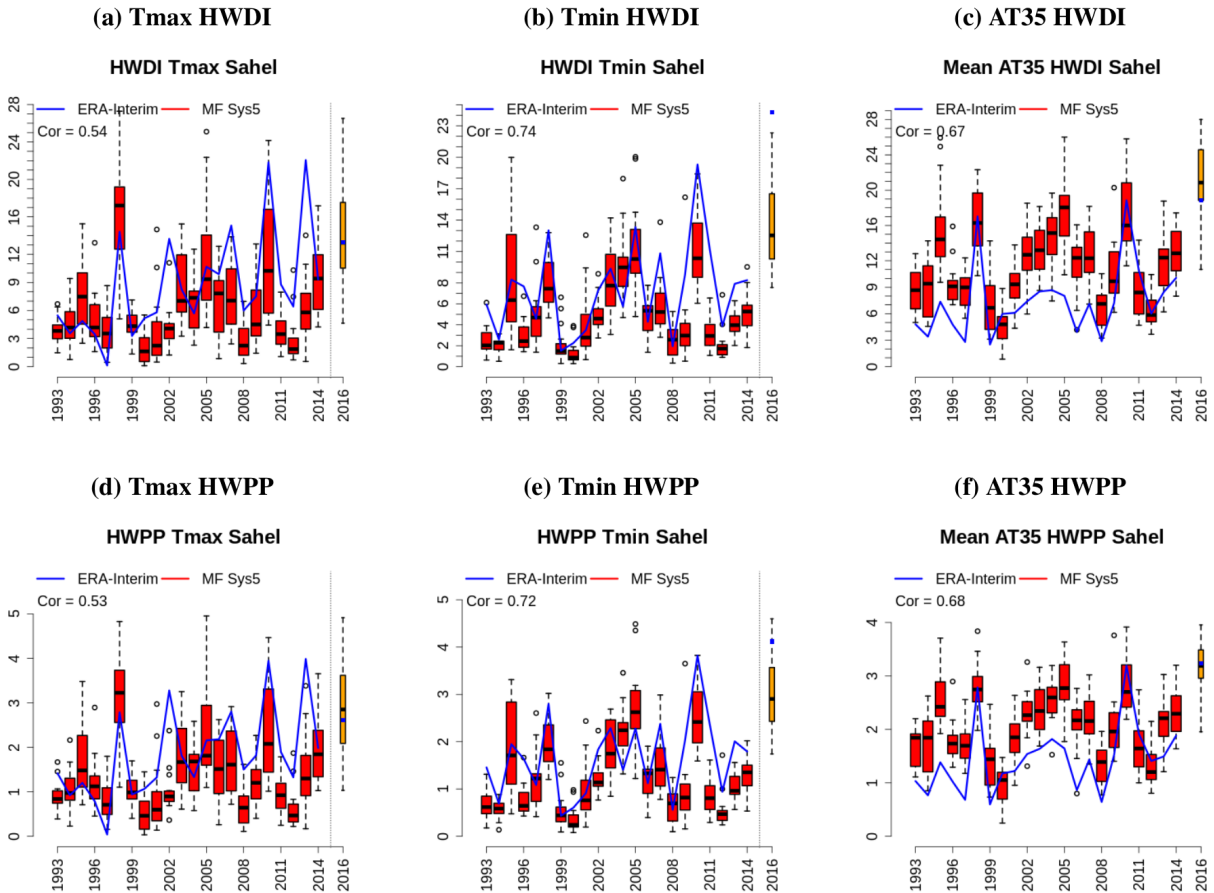 (a) Tmax HWDI
(b) Tmin HWDI
(c) AT35 HWDI
HWDI Tmax Sahel
HWDI Tmin Sahel
Mean AT35 HWDI Sahel
ERA-Interim MF Sys5
Cor = 0.54
ERA-Interim MF Sys5
Cor = 0.74
ERA-Interim MF Sys5
Cor = 0.67
0 3 6 9 12 16 20 24 28
1993 1996 1999 2002 2005 2008 2011 2014 2016
0 2 4 6 8 11 14 17 20 24
1993 1996 1999 2002 2005 2008 2011 2014 2016
0 3 6 9 12 16 20 24 28
1993 1996 1999 2002 2005 2008 2011 2014 2016
(d) Tmax HWPP
(e) Tmin HWPP
(f) AT35 HWPP
HWPP Tmax Sahel
HWPP Tmin Sahel
Mean AT35 HWPP Sahel
ERA-Interim MF Sys5
Cor = 0.53
ERA-Interim MF Sys5
Cor = 0.72
ERA-Interim MF Sys5
Cor = 0.68
0 1 2 3 4 5
1993 1996 1999 2002 2005 2008 2011 2014 2016
0 1 2 3 4 5
1993 1996 1999 2002 2005 2008 2011 2014 2016
0 1 2 3 4
1993 1996 1999 2002 2005 2008 2011 2014 2016